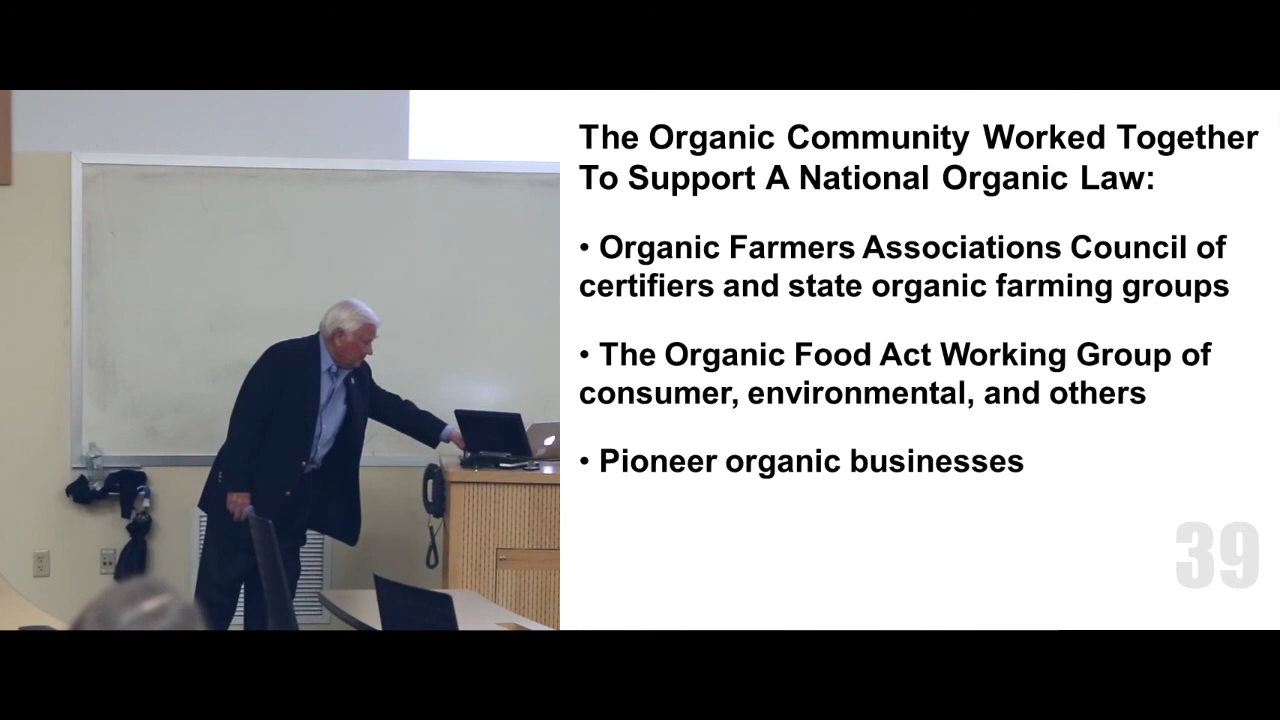 The Organic Community Worked Together
To Support A National Organic Law:
• Organic Farmers Associations Council of
certifiers and state organic farming groups
• The Organic Food Act Working Group of
consumer, environmental, and others
• Pioneer organic businesses
39